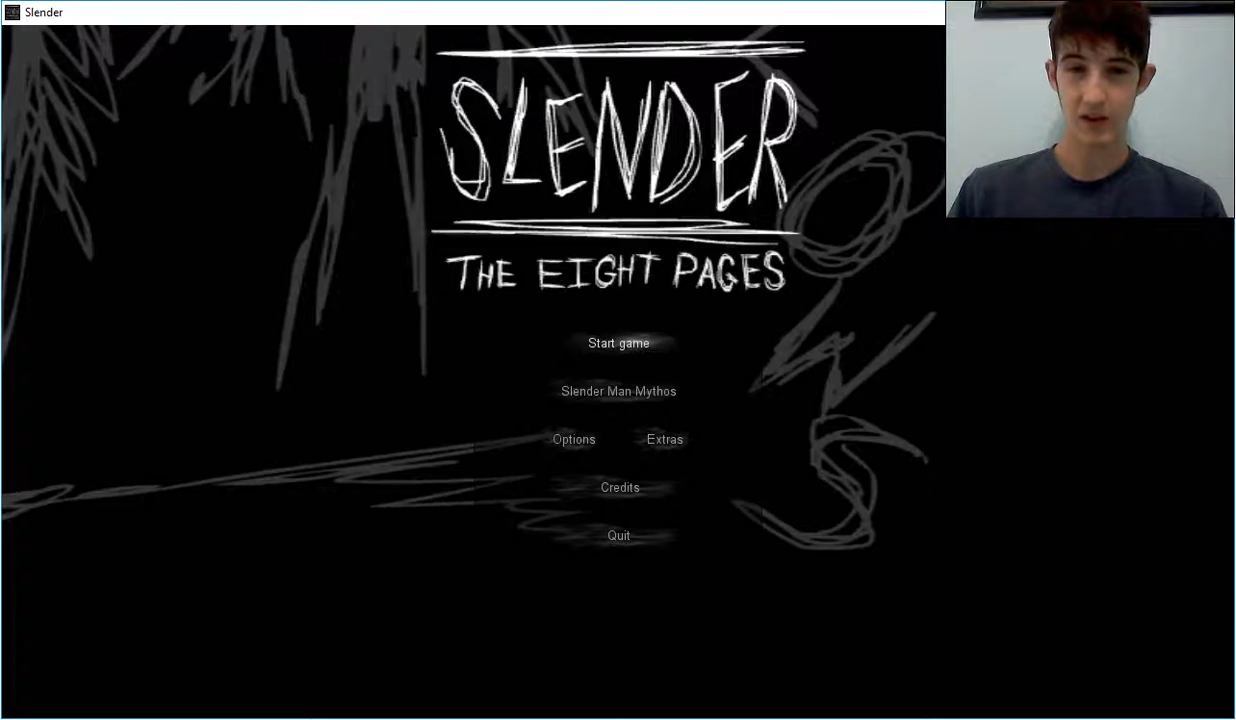 Slender
SLENDER
THE EIGHT PAGES
Start game
Slender Man Mythos
Options Extras
Credits
Quit